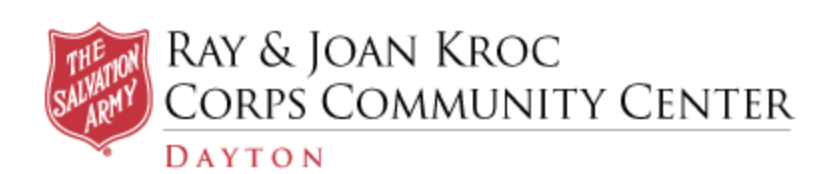 THE
SALVATION
ARMY
RAY & JOAN KROC
CORPS COMMUNITY CENTER
DAYTON